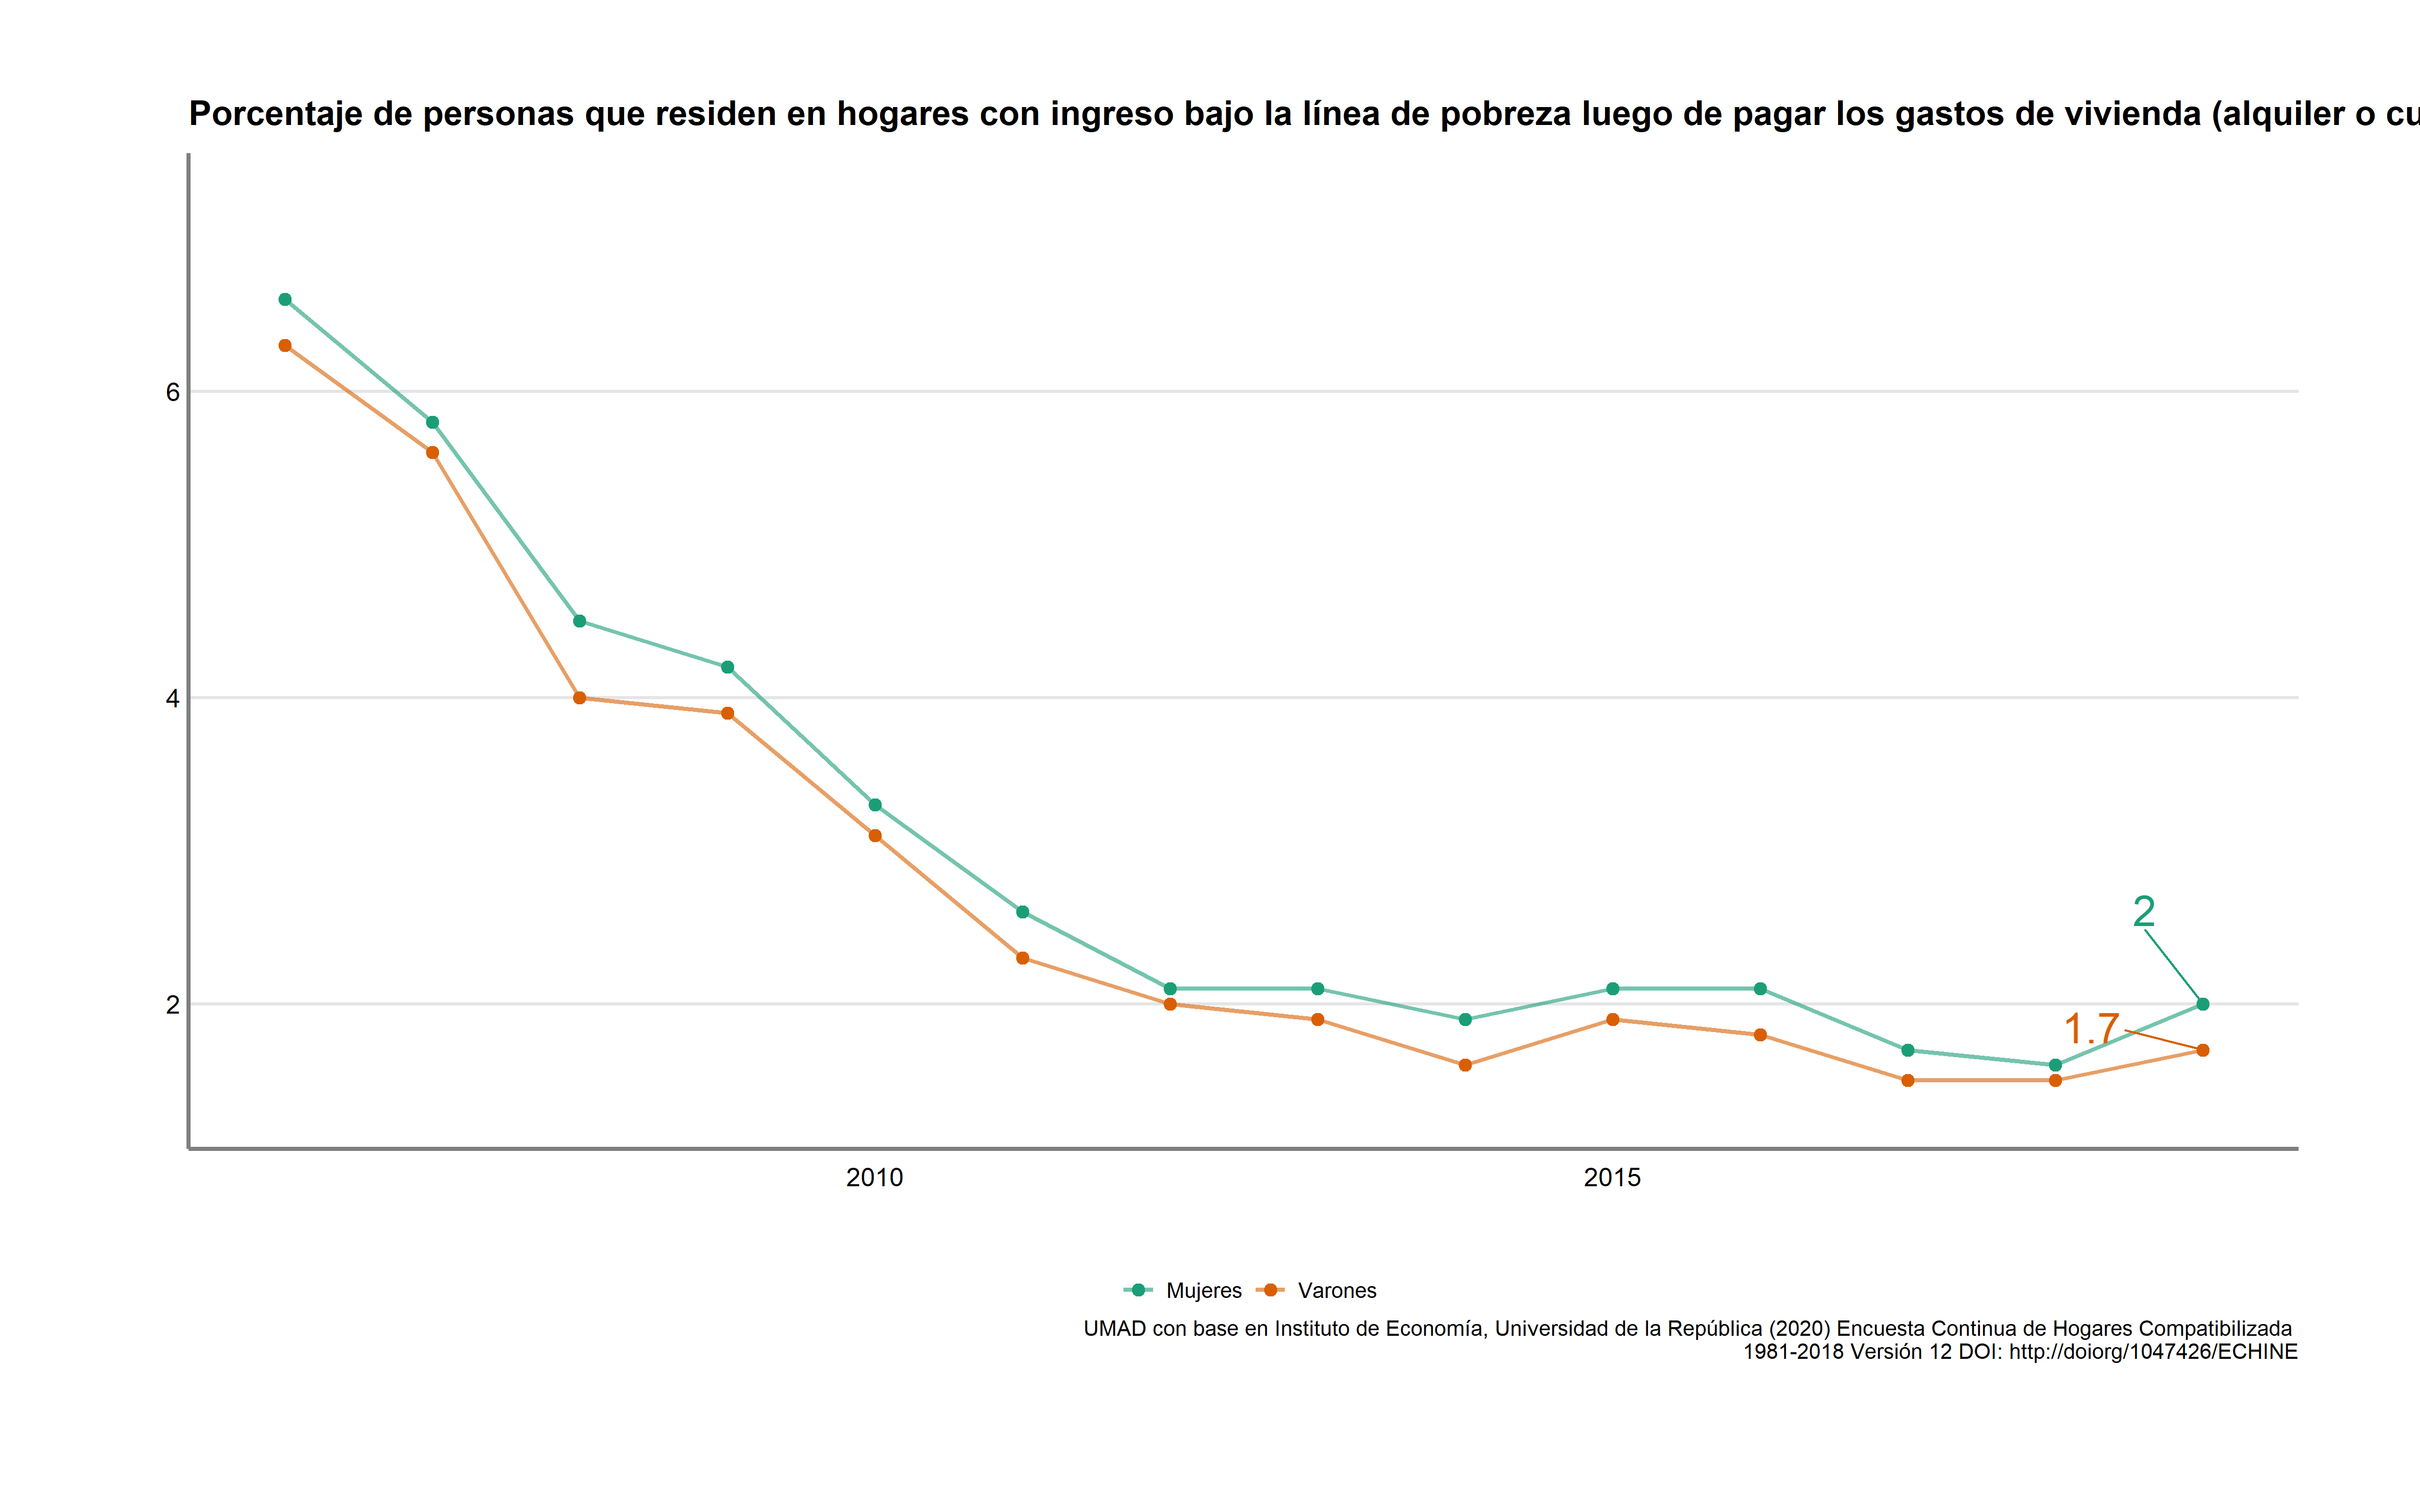 Porcentaje de personas que residen en hogares con ingreso bajo la línea de pobreza luego de pagar los gastos de vivienda (alquiler o cu
6
4
2
2
1.7
2010 2015
Mujeres Varones
UMAD con base en Instituto de Economía, Universidad de la República (2020) Encuesta Continua de Hogares Compatibilizada
1981-2018 Versión 12 DOI: http://doiorg/1047426/ECHINE